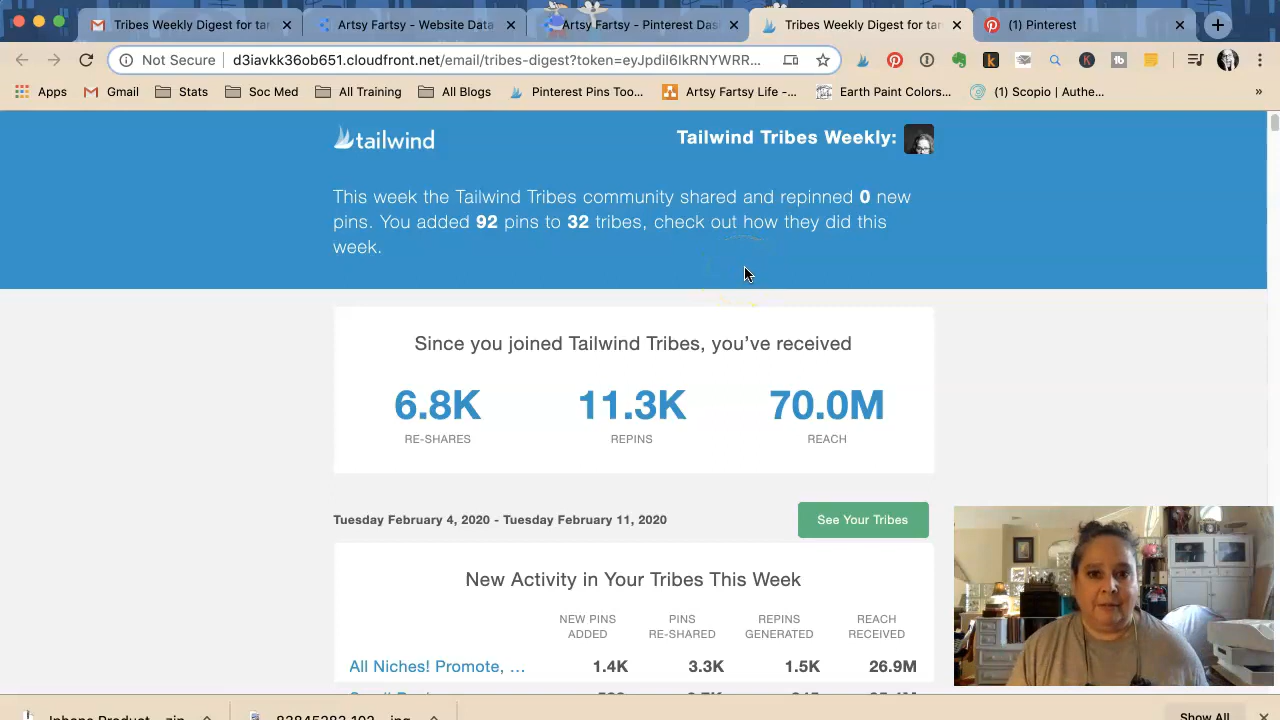 Tribes Weekly Digest for tar
Artsy Fartsy - Website Data
Artsy Fartsy - Pinterest Das
Tribes Weekly Digest for tar
(1) Pinterest
Not Secure
d3iavkk36ob651.cloudfront.net/email/tribes-digest?token=eyJpdiI6IkRNYWRR...
Apps
Gmail
Stats
Soc Med
All Training
All Blogs
Pinterest Pins Too...
Artsy Fartsy Life -...
Earth Paint Colors...
(1) Scopio | Authe...
»
tailwind
Tailwind Tribes Weekly:
This week the Tailwind Tribes community shared and repinned 0 new
pins. You added 92 pins to 32 tribes, check out how they did this
week.
Since you joined Tailwind Tribes, you've received
6.8K 11.3K 70.0M
RE-SHARES REPINS REACH
Tuesday February 4, 2020 - Tuesday February 11, 2020
See Your Tribes
New Activity in Your Tribes This Week
NEW PINS PINS REPINS REACH
ADDED RE-SHARED GENERATED RECEIVED
All Niches! Promote, ... 1.4K 3.3K 1.5K 26.9M
Show All